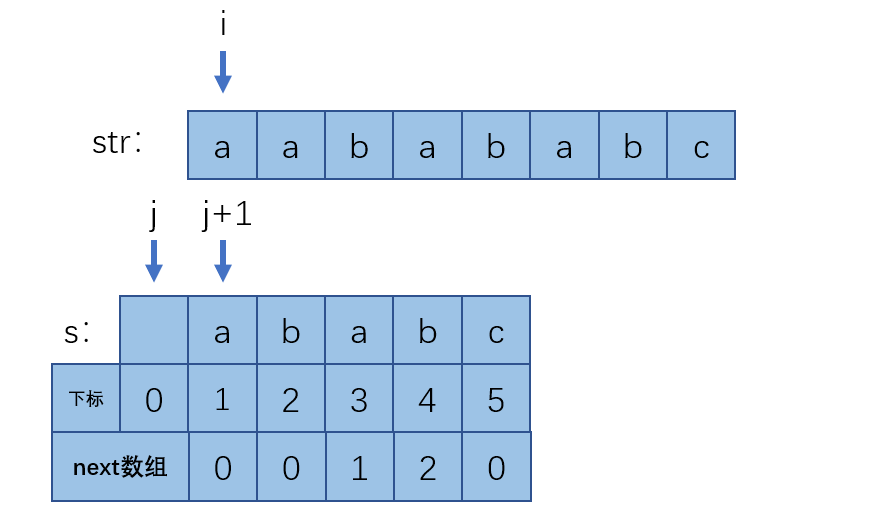 i
str: a a b a b a b c
j j+1
s: a b a b c
下标 0 1 2 3 4 5
next数组 0 0 1 2 0